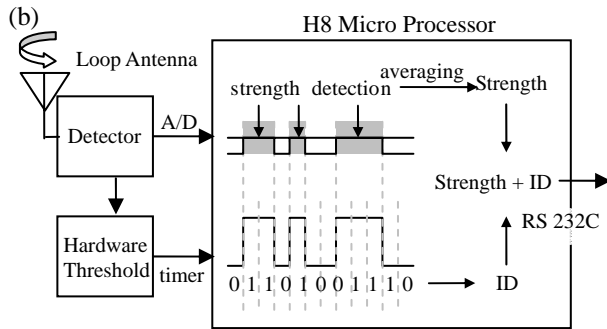 (b)
H8 Micro Processor
Loop Antenna
averaging
strength
detection
Strength
Detector
A/D
Strength + ID
RS 232C
Hardware
Threshold
timer
0 1 1 0 1 0 0 1 1 1 0
ID